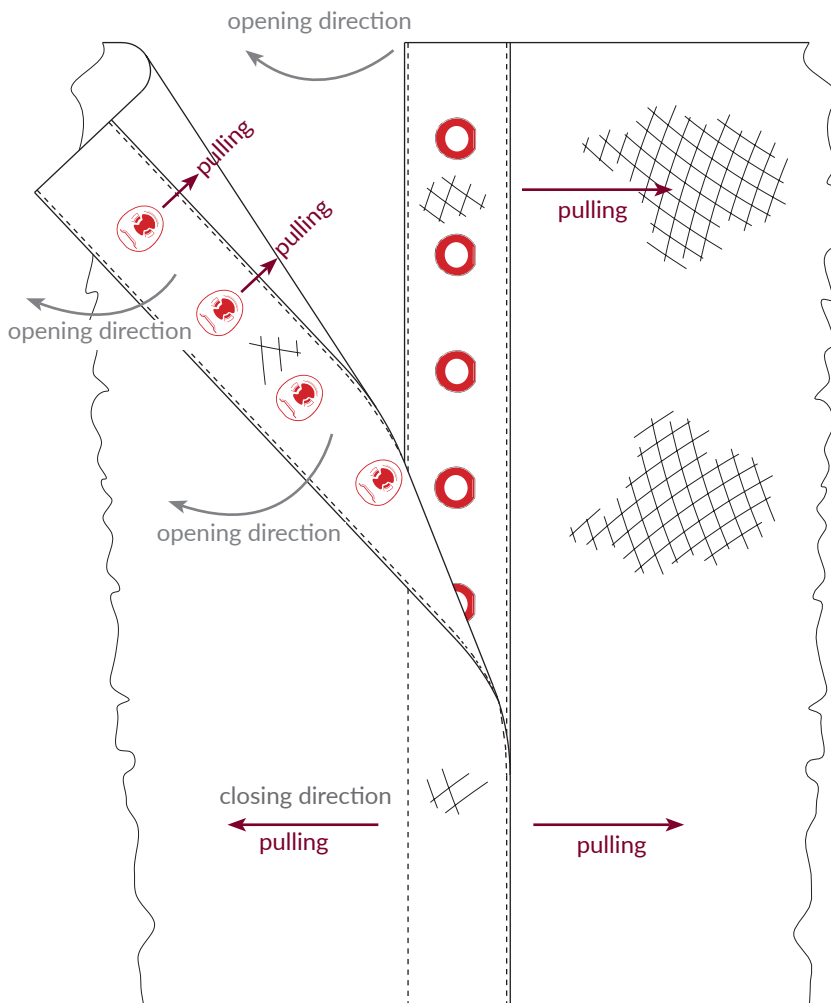 opening direction
pulling
pulling
pulling
opening direction
opening direction
closing direction
pulling
pulling